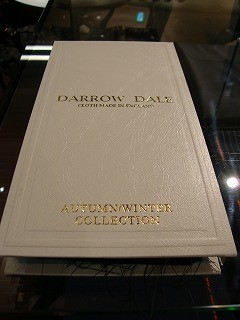 DARROW DALE
CLOTH MADE IN ENGLAND
AUTUMN/WINTER
COLLECTION